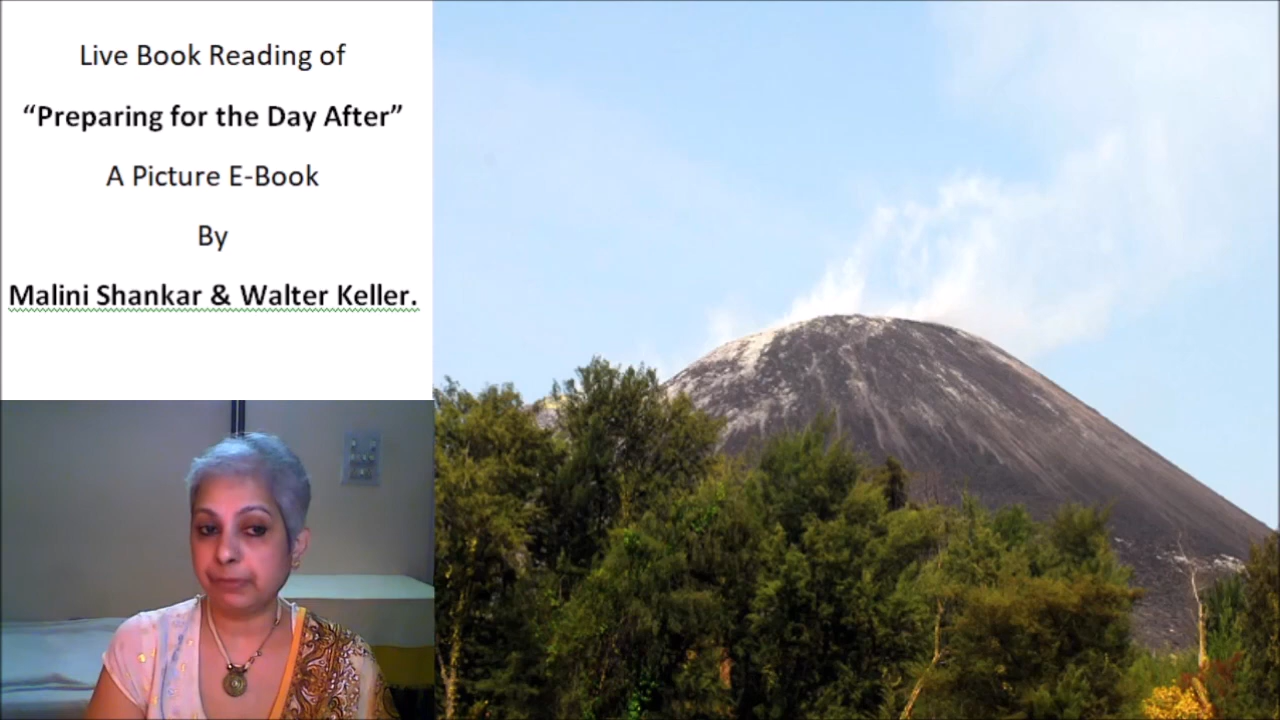 Live Book Reading of
“Preparing for the Day After”
A Picture E-Book
By
Malini Shankar & Walter Keller.